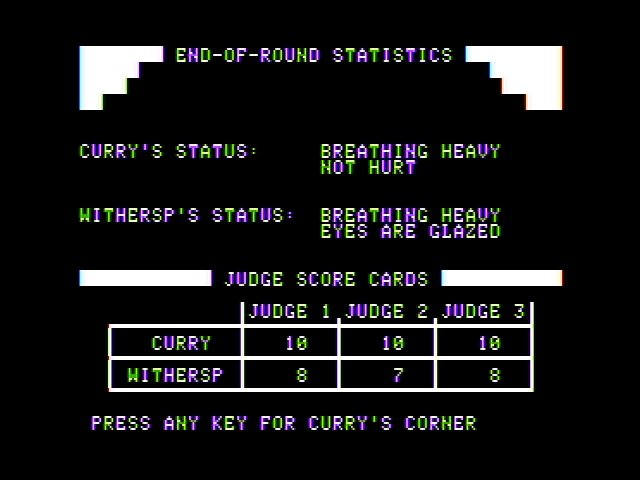 END-OF-ROUND STATISTICS
CURRY'S STATUS: BREATHING HEAVY
NOT HURT
WITHERSP'S STATUS: BREATHING HEAVY
EYES ARE GLAZED
JUDGE SCORE CARDS
JUDGE 1 JUDGE 2 JUDGE 3
CURRY 10 10 10
WITHERSP 8 7 8
PRESS ANY KEY FOR CURRY'S CORNER